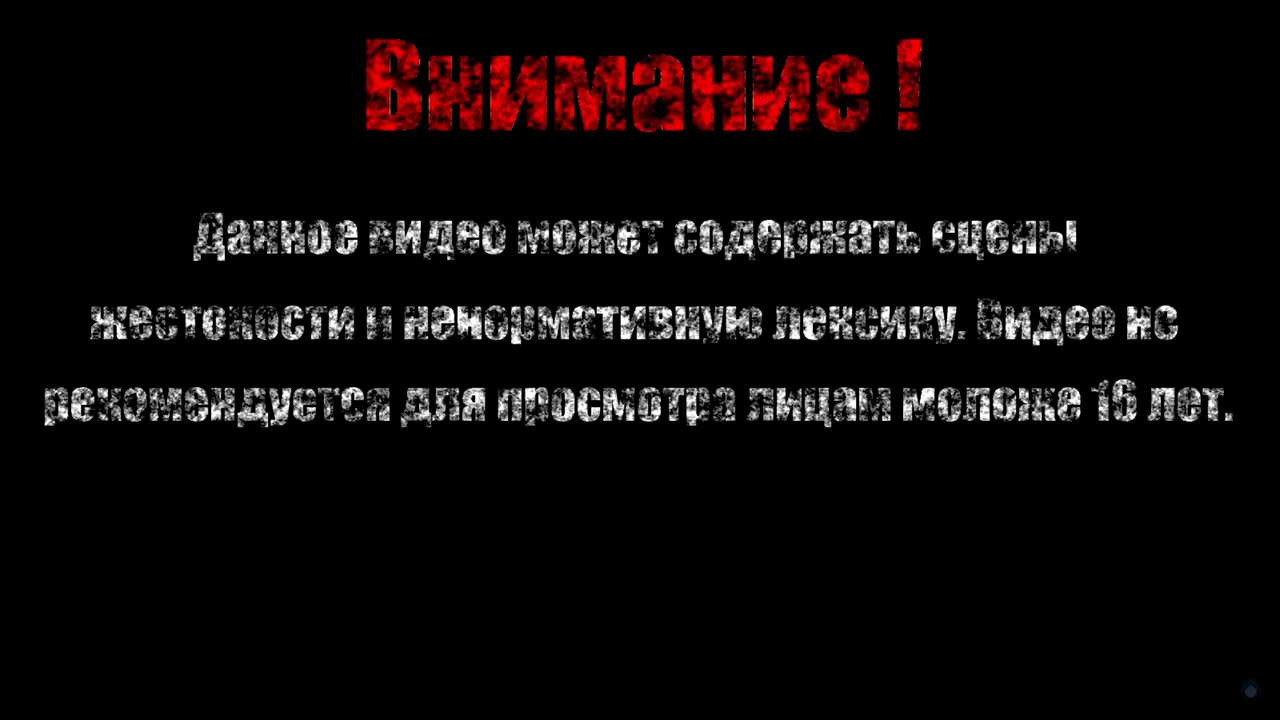 Внимание !
Данное видео может содержать сцены
жестокости и ненормативную лексику. Видео не
рекомендуется для просмотра лицам моложе 16 лет.